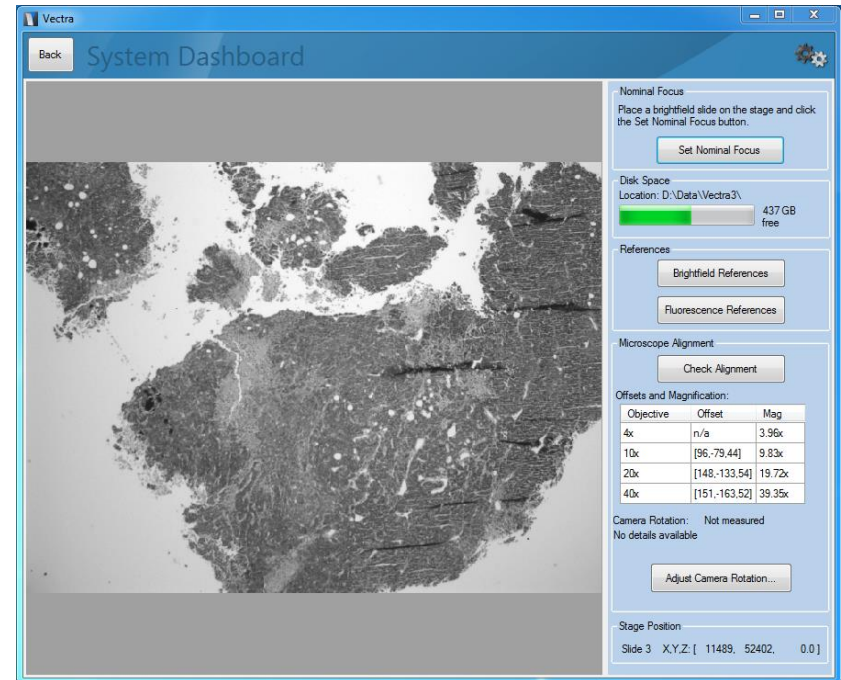 Vectra
Back
System Dashboard
Nominal Focus
Place a brightfield slide on the stage and click
the Set Nominal Focus button.
Set Nominal Focus
Disk Space
Location: D:\Data\Vectra3\
437 GB
free
References
Brightfield References
Fluorescence References
Microscope Alignment
Check Alignment
Offsets and Magnification:
Objective Offset Mag
4x n/a 3.96x
10x [96,-79,44] 9.83x
20x [148,-133,54] 19.72x
40x [151,-163,52] 39.35x
Camera Rotation: Not measured
No details available
Adjust Camera Rotation...
Stage Position
Slide 3 X,Y,Z: [ 11489, 52402, 0.0 ]